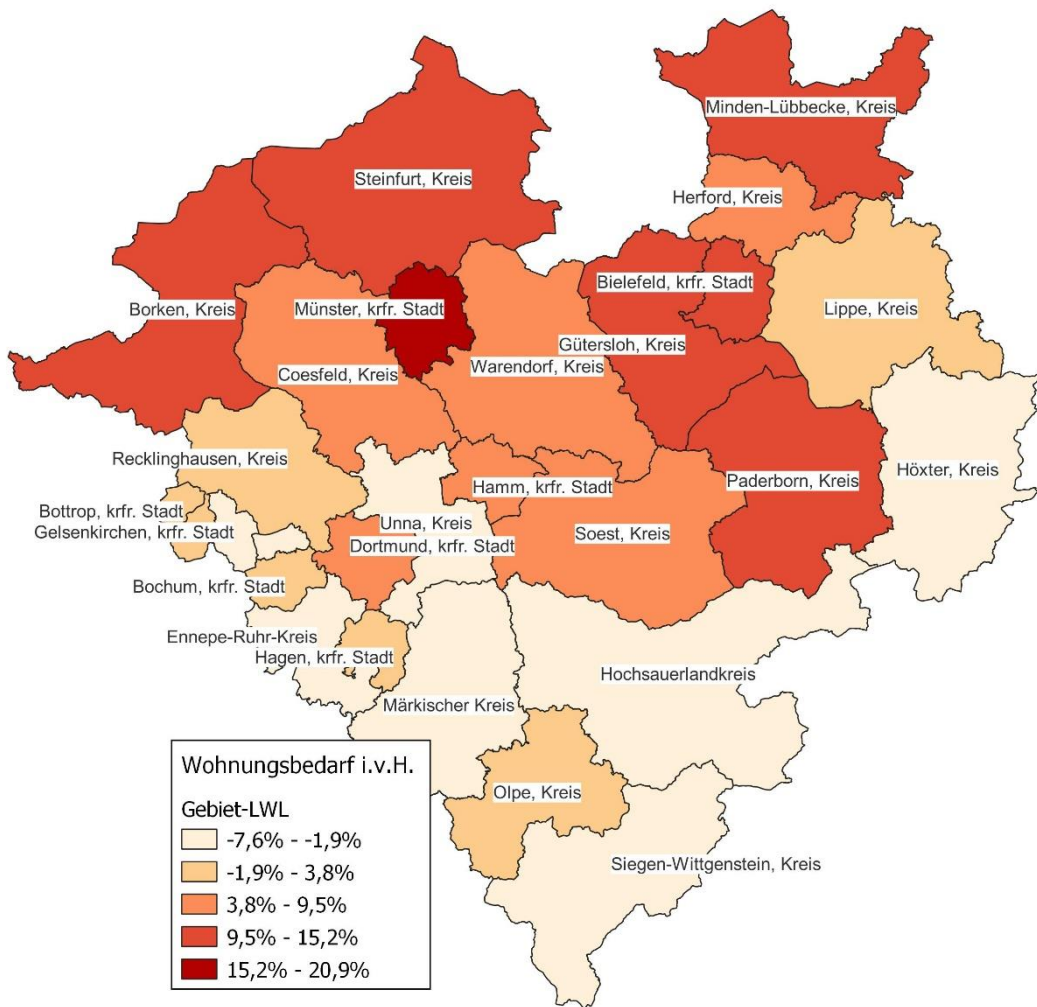 Minden-Lübbecke, Kreis
Steinfurt, Kreis
Herford, Kreis
Bielefeld, krfr. Stadt
Borken, Kreis
Münster, krfr. Stadt
Lippe, Kreis
Gütersloh, Kreis
Coesfeld, Kreis
Warendorf, Kreis
Recklinghausen, Kreis
Höxter, Kreis
Paderborn, Kreis
Hamm, krfr. Stadt
Bottrop, krfr. Stadt
Gelsenkirchen, krfr. Stadt
Unna, Kreis
Soest, Kreis
Dortmund, krfr. Stadt
Bochum, krfr. Stadt
Ennepe-Ruhr-Kreis
Hagen, krfr. Stadt
Hochsauerlandkreis
Märkischer Kreis
Olpe, Kreis
Siegen-Wittgenstein, Kreis
Wohnungsbedarf i.v.H.
Gebiet-LWL
-7,6% - -1,9%
-1,9% - 3,8%
3,8% - 9,5%
9,5% - 15,2%
15,2% - 20,9%